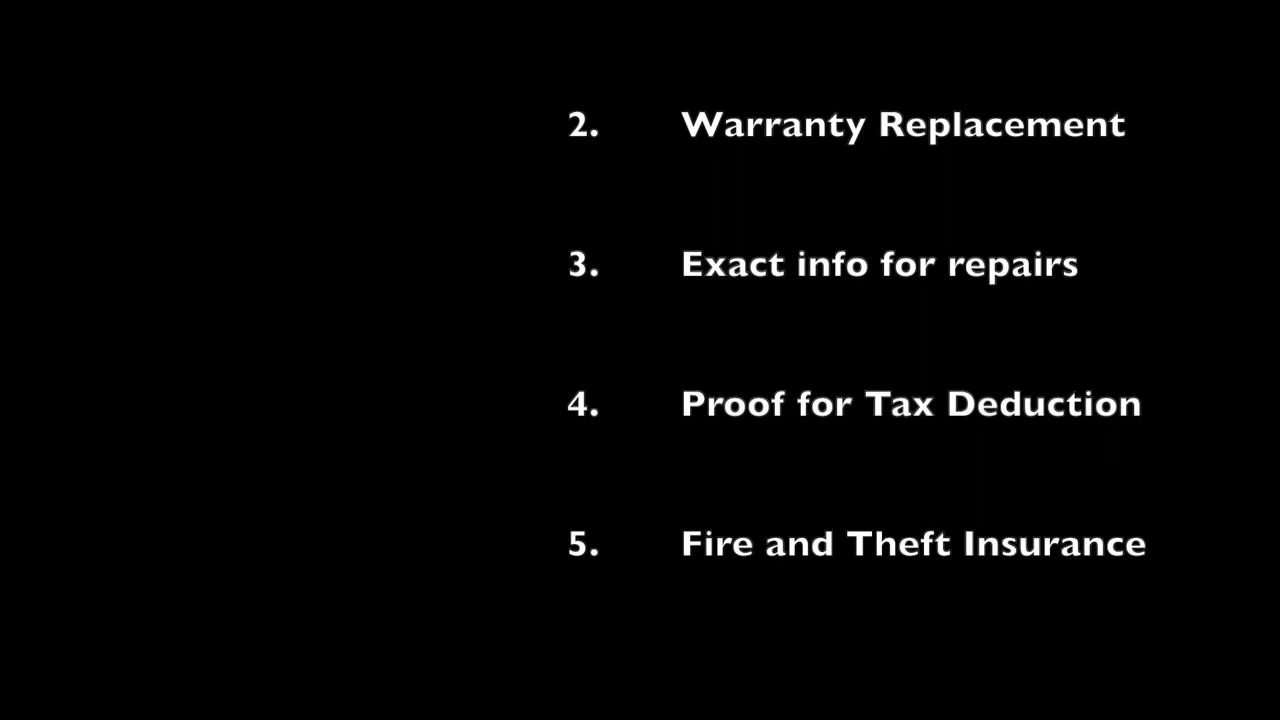 2. Warranty Replacement
3. Exact info for repairs
4. Proof for Tax Deduction
5. Fire and Theft Insurance